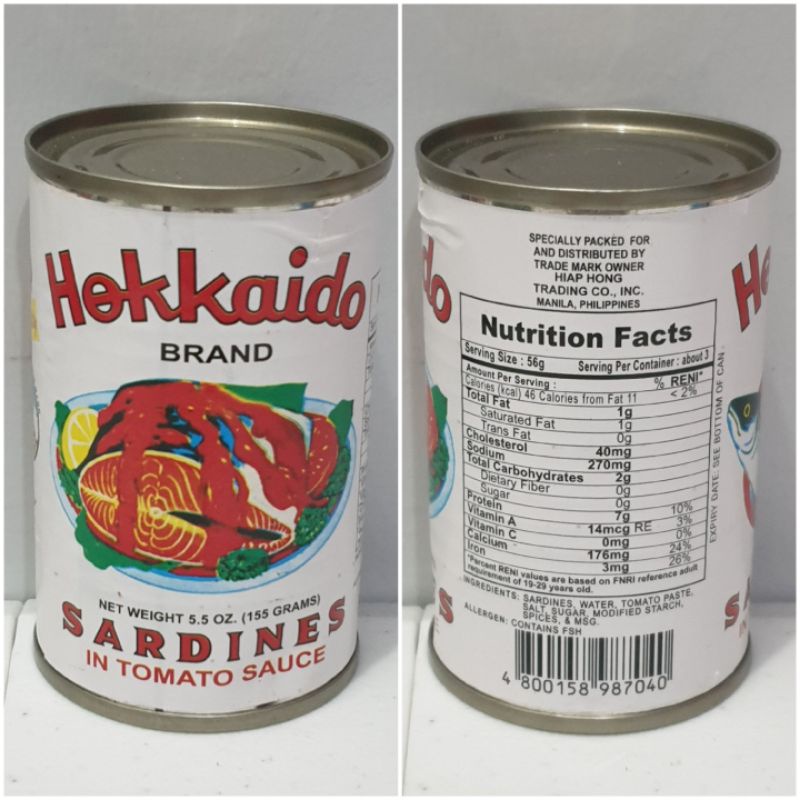 Hokkaido
BRAND
NET WEIGHT 5.5 OZ. (155 GRAMS)
SARDINES
IN TOMATO SAUCE
SPECIALLY PACKED FOR
AND DISTRIBUTED BY
TRADE MARK OWNER
HIAP HONG
TRADING CO., INC.
MANILA, PHILIPPINES
Nutrition Facts
Serving Size : 56g Serving Per Container : about 3
Amount Per Serving : % RENI*
Calories (kcal) 46 Calories from Fat 11 < 2%
Total Fat 1g
Saturated Fat 1g
Trans Fat 0g
Cholesterol 40mg
Sodium 270mg
Total Carbohydrates 2g
Dietary Fiber 0g
Sugar 0g
Protein 7g 10%
Vitamin A 14mcg RE 3%
Vitamin C 0mg 0%
Calcium 176mg 24%
Iron 3mg 26%
*Percent RENI values are based on FNRI reference adult
requirement of 19-29 years old.
INGREDIENTS: SARDINES, WATER, TOMATO PASTE,
SALT, SUGAR, MODIFIED STARCH,
SPICES, & MSG.
ALLERGEN: CONTAINS FSH
4 800158 987040
EXPIRY DATE: SEE BOTTOM OF CAN
do
He
S
S